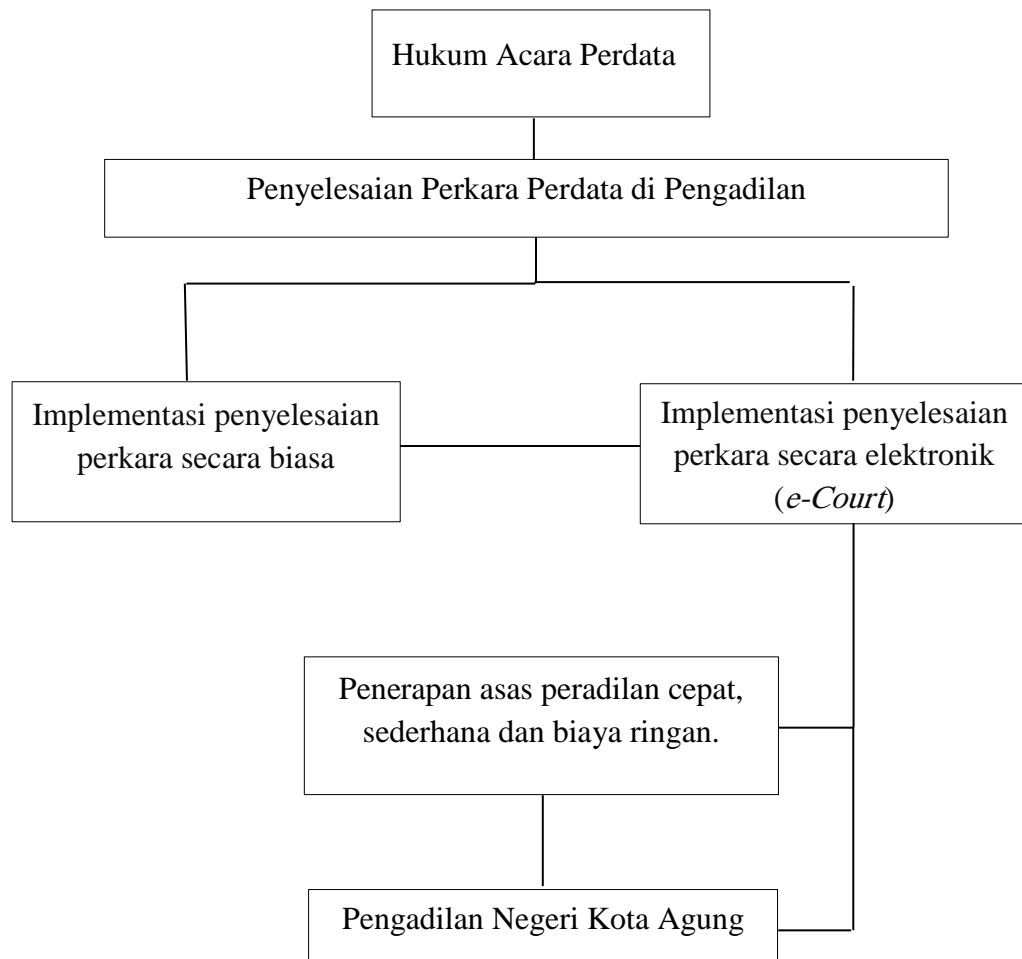 Hukum Acara Perdata
Penyelesaian Perkara Perdata di Pengadilan
Implementasi penyelesaian
perkara secara biasa
Implementasi penyelesaian
perkara secara elektronik
(e-Court)
Penerapan asas peradilan cepat,
sederhana dan biaya ringan.
Pengadilan Negeri Kota Agung